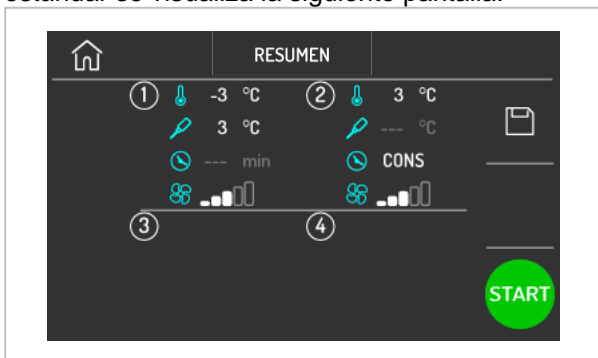 estándar se visualiza la siguiente pantalla:
RESUMEN
1 -3 °C 2 3 °C
3 °C --- °C
--- min CONS
3 4
START